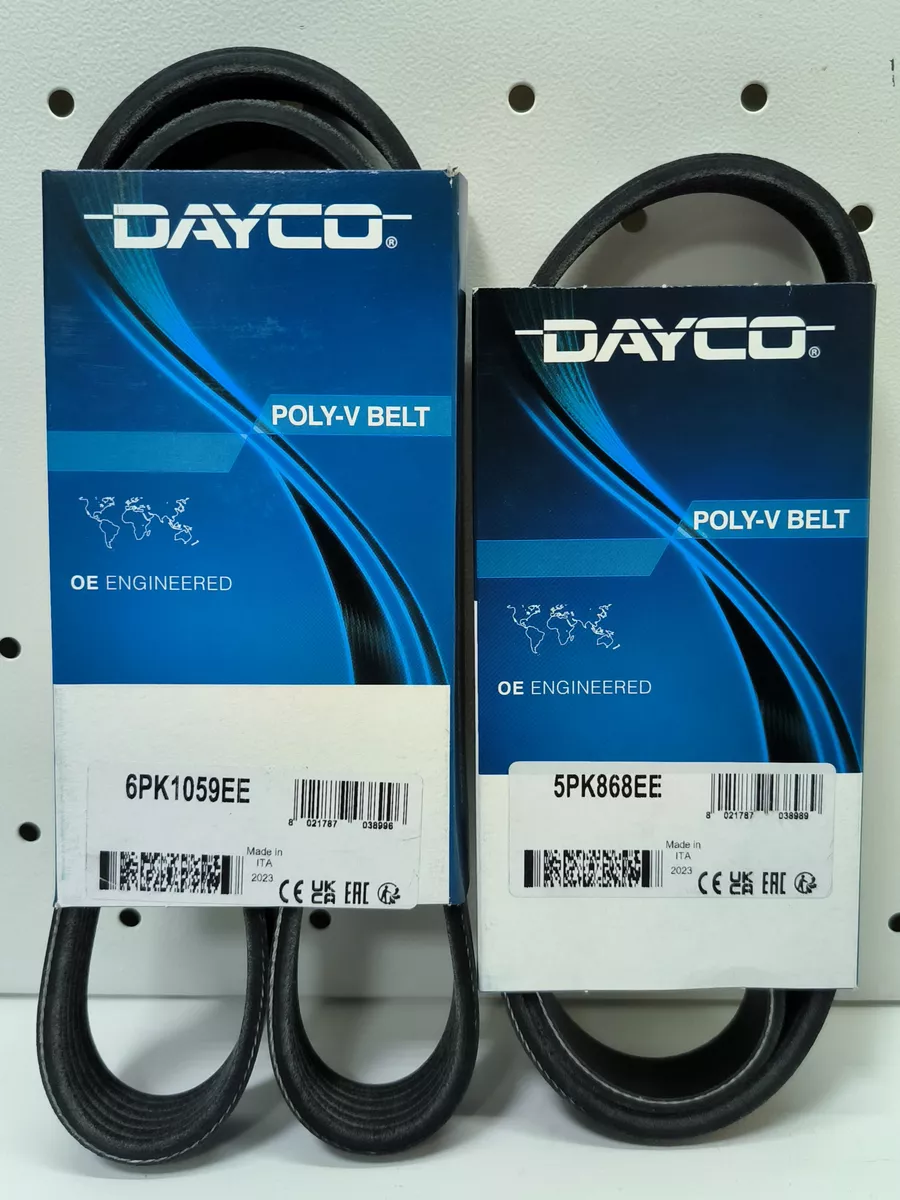 DAYCO®
POLY-V BELT
OE ENGINEERED
6PK1059EE
8 021787 038996
Made in
ITA
2023
CE UK CA EAC
DAYCO®
POLY-V BELT
OE ENGINEERED
5PK868EE
8 021787 038989
Made in
ITA
2023
CE UK CA EAC